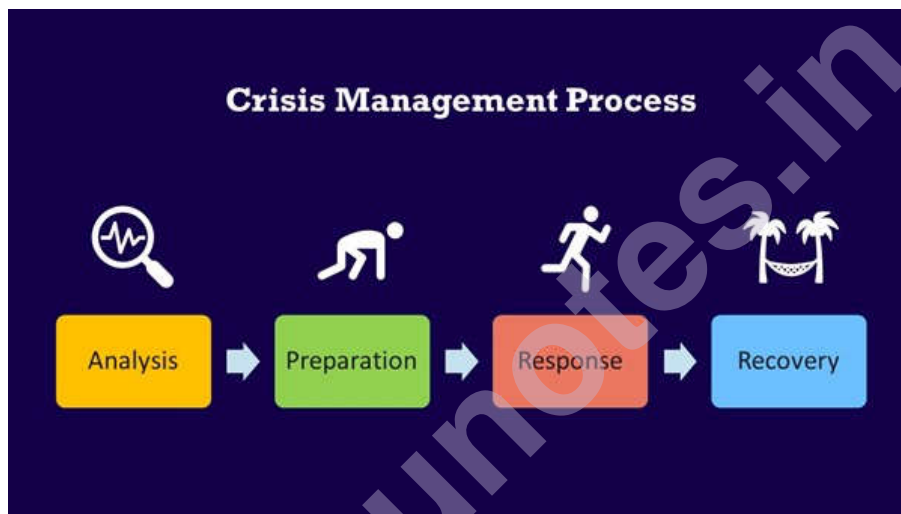 Crisis Management Process
Analysis
Preparation
Response
Recovery
unotes.in